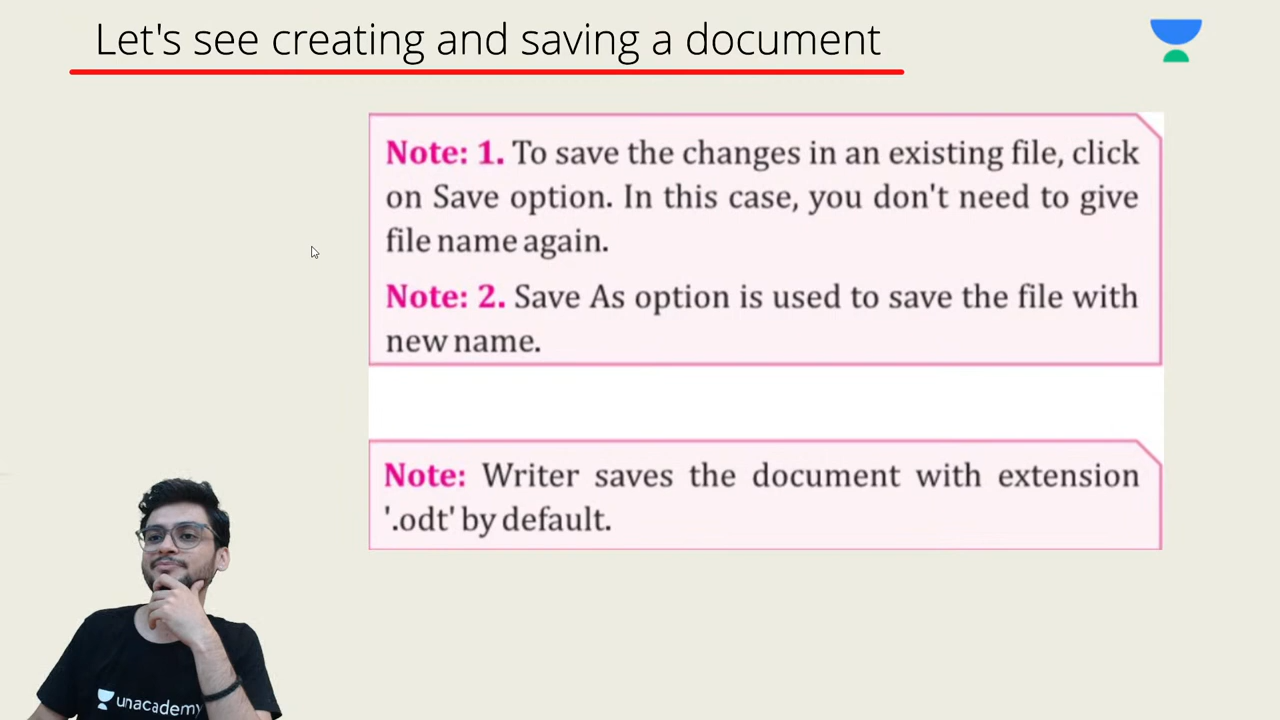 Let's see creating and saving a document
Note: 1. To save the changes in an existing file, click
on Save option. In this case, you don't need to give
file name again.
Note: 2. Save As option is used to save the file with
new name.
Note: Writer saves the document with extension
'.odt' by default.
unacademy